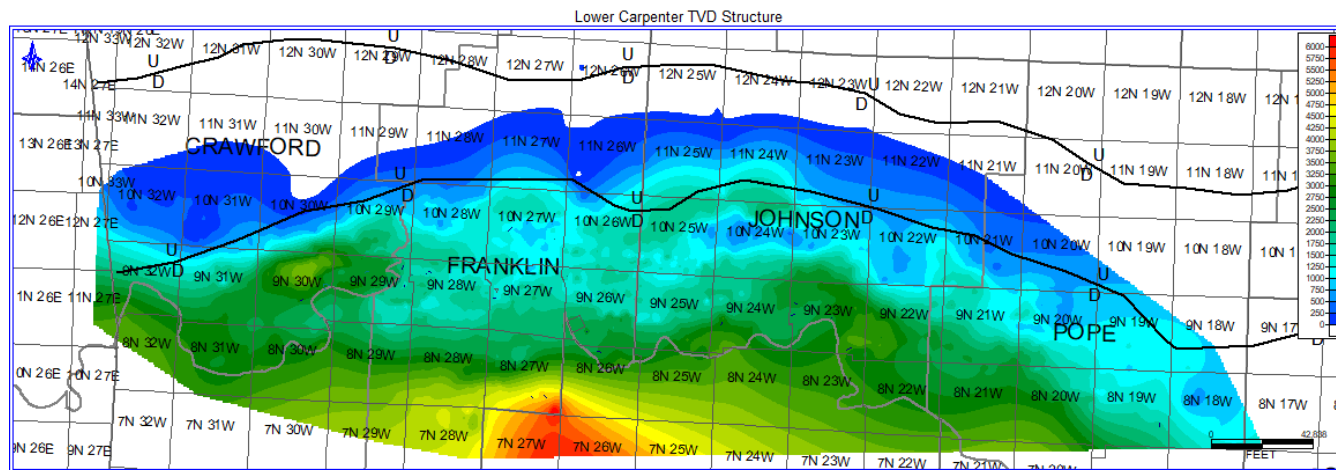 Lower Carpenter TVD Structure
12N 32W 12N 31W 12N 30W 12N 29W 12N 28W 12N 27W 12N 26W 12N 25W 12N 24W 12N 23W 12N 22W 12N 21W 12N 20W 12N 19W 12N 18W
U U U
D D D
14N 27E
11N 33W 11N 32W 11N 31W 11N 30W 11N 29W 11N 28W 11N 27W 11N 26W 11N 25W 11N 24W 11N 23W 11N 22W 11N 21W 11N 20W 11N 19W 11N 18W
U
D
13N 26E 13N 27E
CRAWFORD
10N 33W 10N 32W 10N 31W 10N 30W 10N 29W 10N 28W 10N 27W 10N 26W 10N 25W 10N 24W 10N 23W 10N 22W 10N 21W 10N 20W 10N 19W 10N 18W
U U U
D D D
JOHNSON
12N 26E 12N 27E
U U
D D
FRANKLIN
9N 32W 9N 31W 9N 30W 9N 29W 9N 28W 9N 27W 9N 26W 9N 25W 9N 24W 9N 23W 9N 22W 9N 21W 9N 20W 9N 19W 9N 18W 9N 17W
11N 27E
POPE
8N 32W 8N 31W 8N 30W 8N 29W 8N 28W 8N 27W 8N 26W 8N 25W 8N 24W 8N 23W 8N 22W 8N 21W 8N 20W 8N 19W 8N 18W 8N 17W
10N 27E
7N 32W 7N 31W 7N 30W 7N 29W 7N 28W 7N 27W 7N 26W 7N 25W 7N 24W 7N 23W 7N 22W 7N 21W
9N 26E 9N 27E
6000
5750
5500
5250
5000
4750
4500
4250
4000
3750
3500
3250
3000
2750
2500
2250
2000
1750
1500
1250
1000
750
500
250
0
0 42,838
FEET